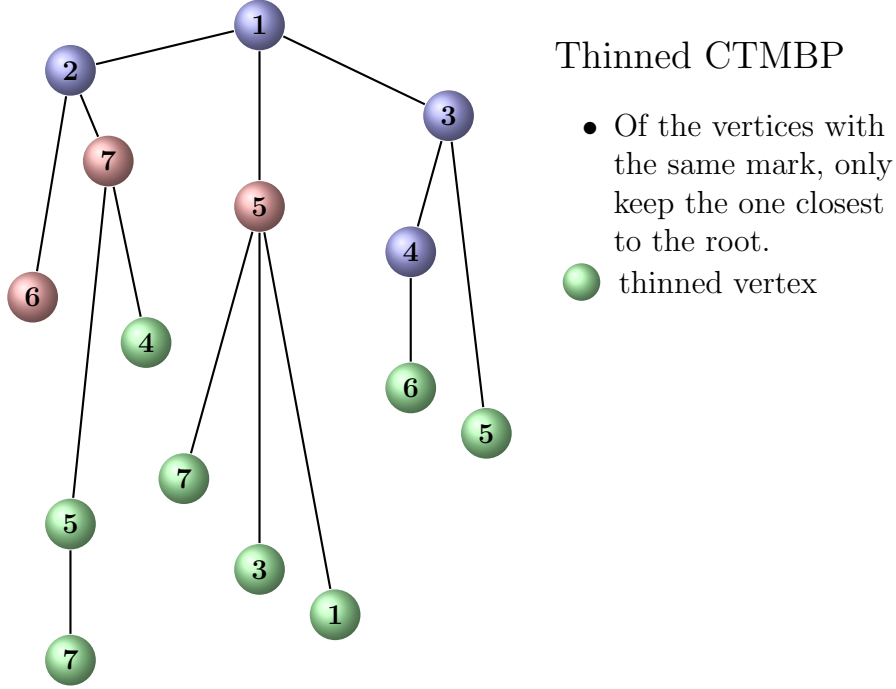 1
Thinned CTMBP
2
3
• Of the vertices with
the same mark, only
keep the one closest
to the root.
7
5
4
6
thinned vertex
4
6
5
7
5
3
1
7